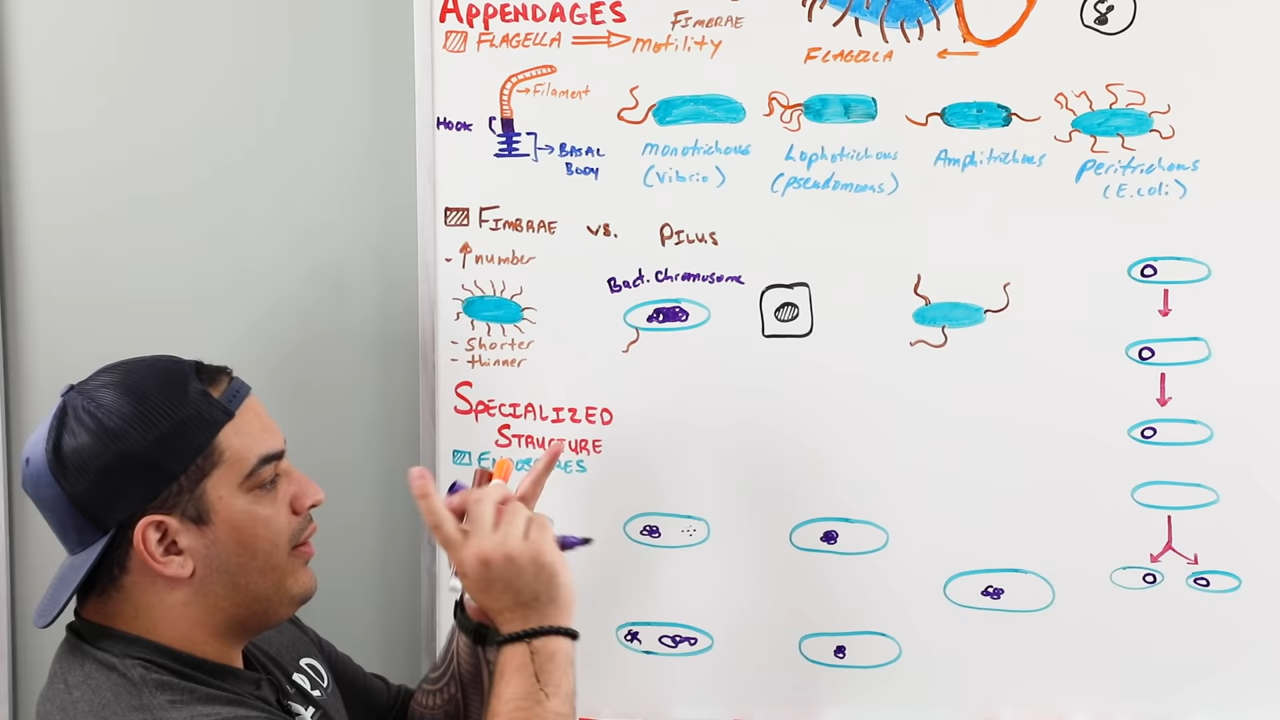 APPENDAGES
FIMBRAE
FLAGELLA
motility
FLAGELLA
8
Filament
HOOK
BASAL
BODY
monotrichous
(vibrio)
Lophotrichous
(pseudomonas)
Amphitrichous
peritrichous
(E.coli)
FIMBRAE vs. PILUS
- ↑ number
Bact. Chromosome
- shorter
- thinner
SPECIALIZED
STRUCTURE